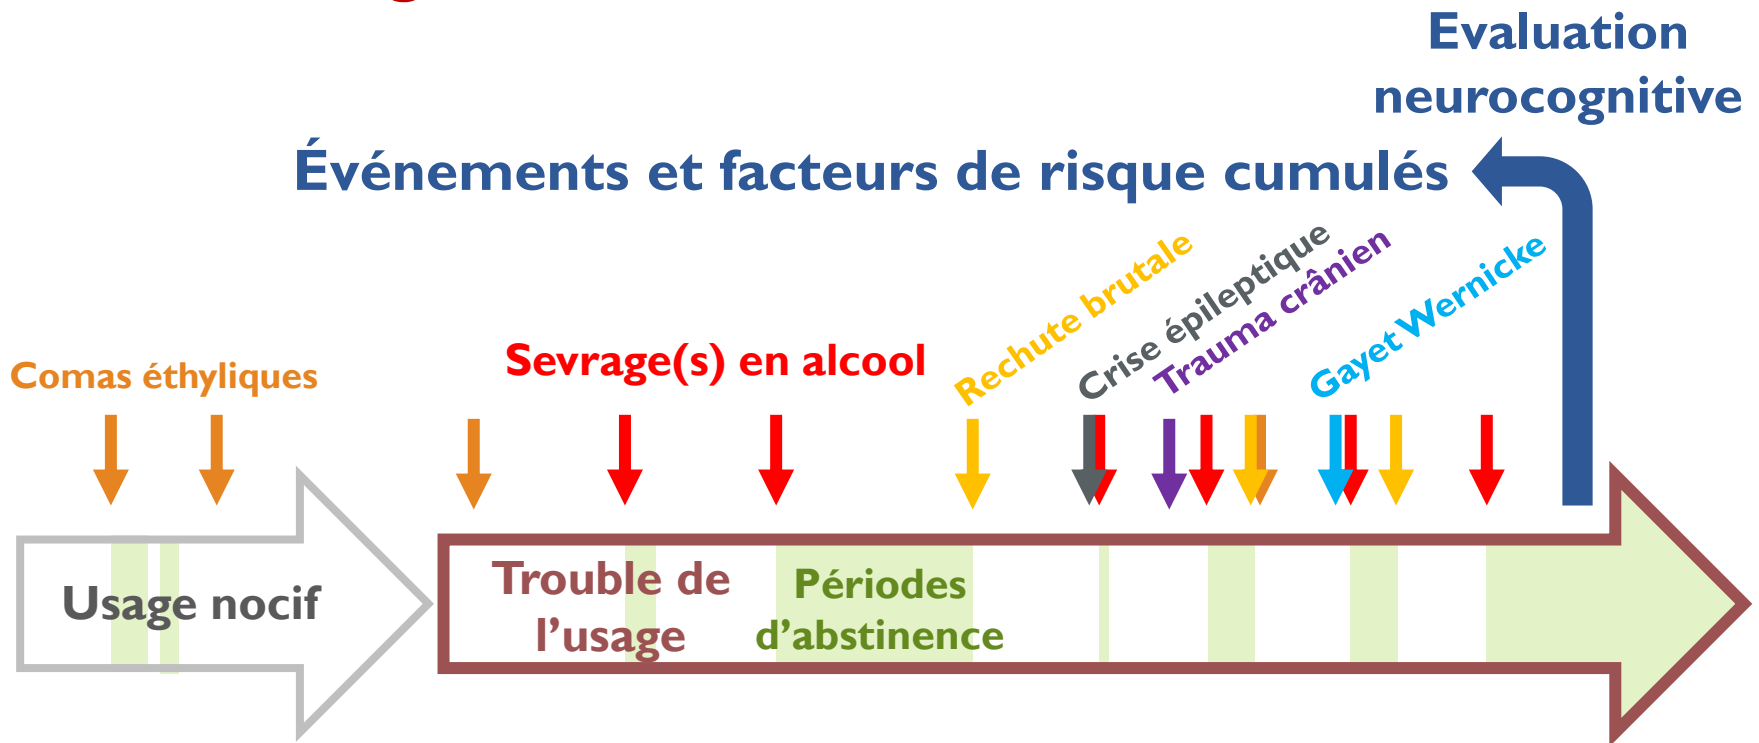 Evaluation
neurocognitive
Événements et facteurs de risque cumulés
Comas éthyliques
Sevrage(s) en alcool
Rechute brutale
Crise épileptique
Trauma crânien
Gayet Wernicke
Usage nocif
Trouble de
l'usage
Périodes
d'abstinence